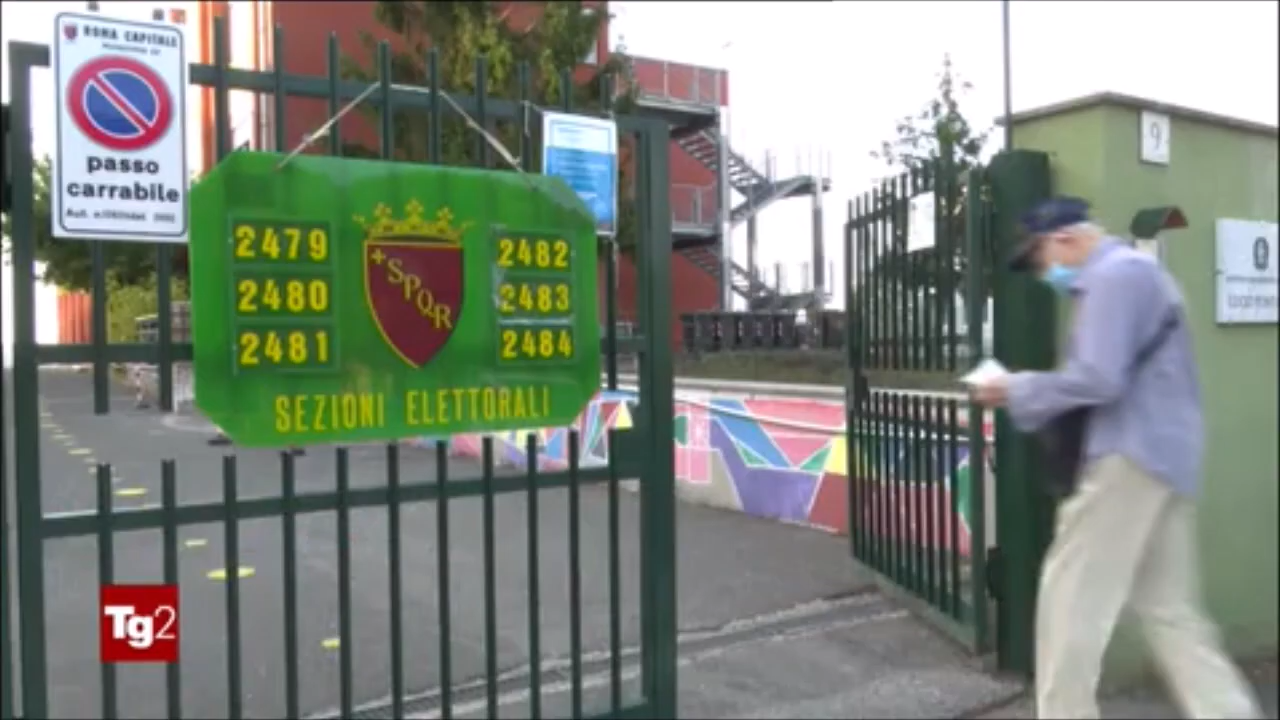 ROMA CAPITALE
passo
carrabile
2479
2480
2481
+SPQR
2482
2483
2484
SEZIONI ELETTORALI
9
Tg2